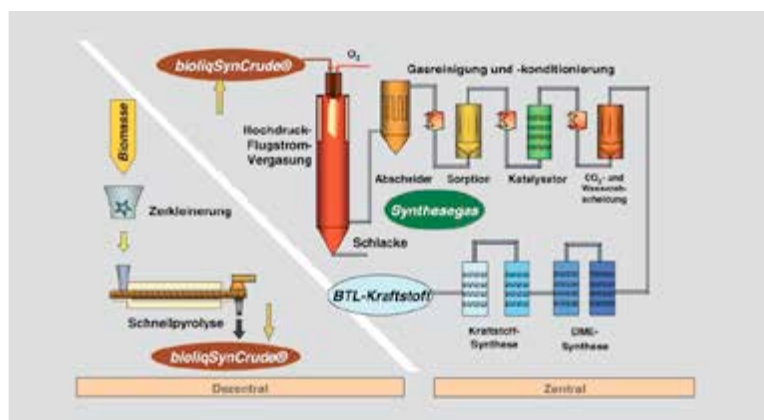 bioliqSynCrude®
O2
Gasreinigung und -konditionierung
Biomasse
Hochdruck-
Flugstrom-
Vergasung
Abscheider
Sorption
Katalysator
CO2- und
Wasserab-
scheidung
Zerkleinerung
Synthesegas
Schlacke
BTL-Kraftstoff
Schnellpyrolyse
Kraftstoff-
Synthese
DME-
Synthese
bioliqSynCrude®
Dezentral
Zentral